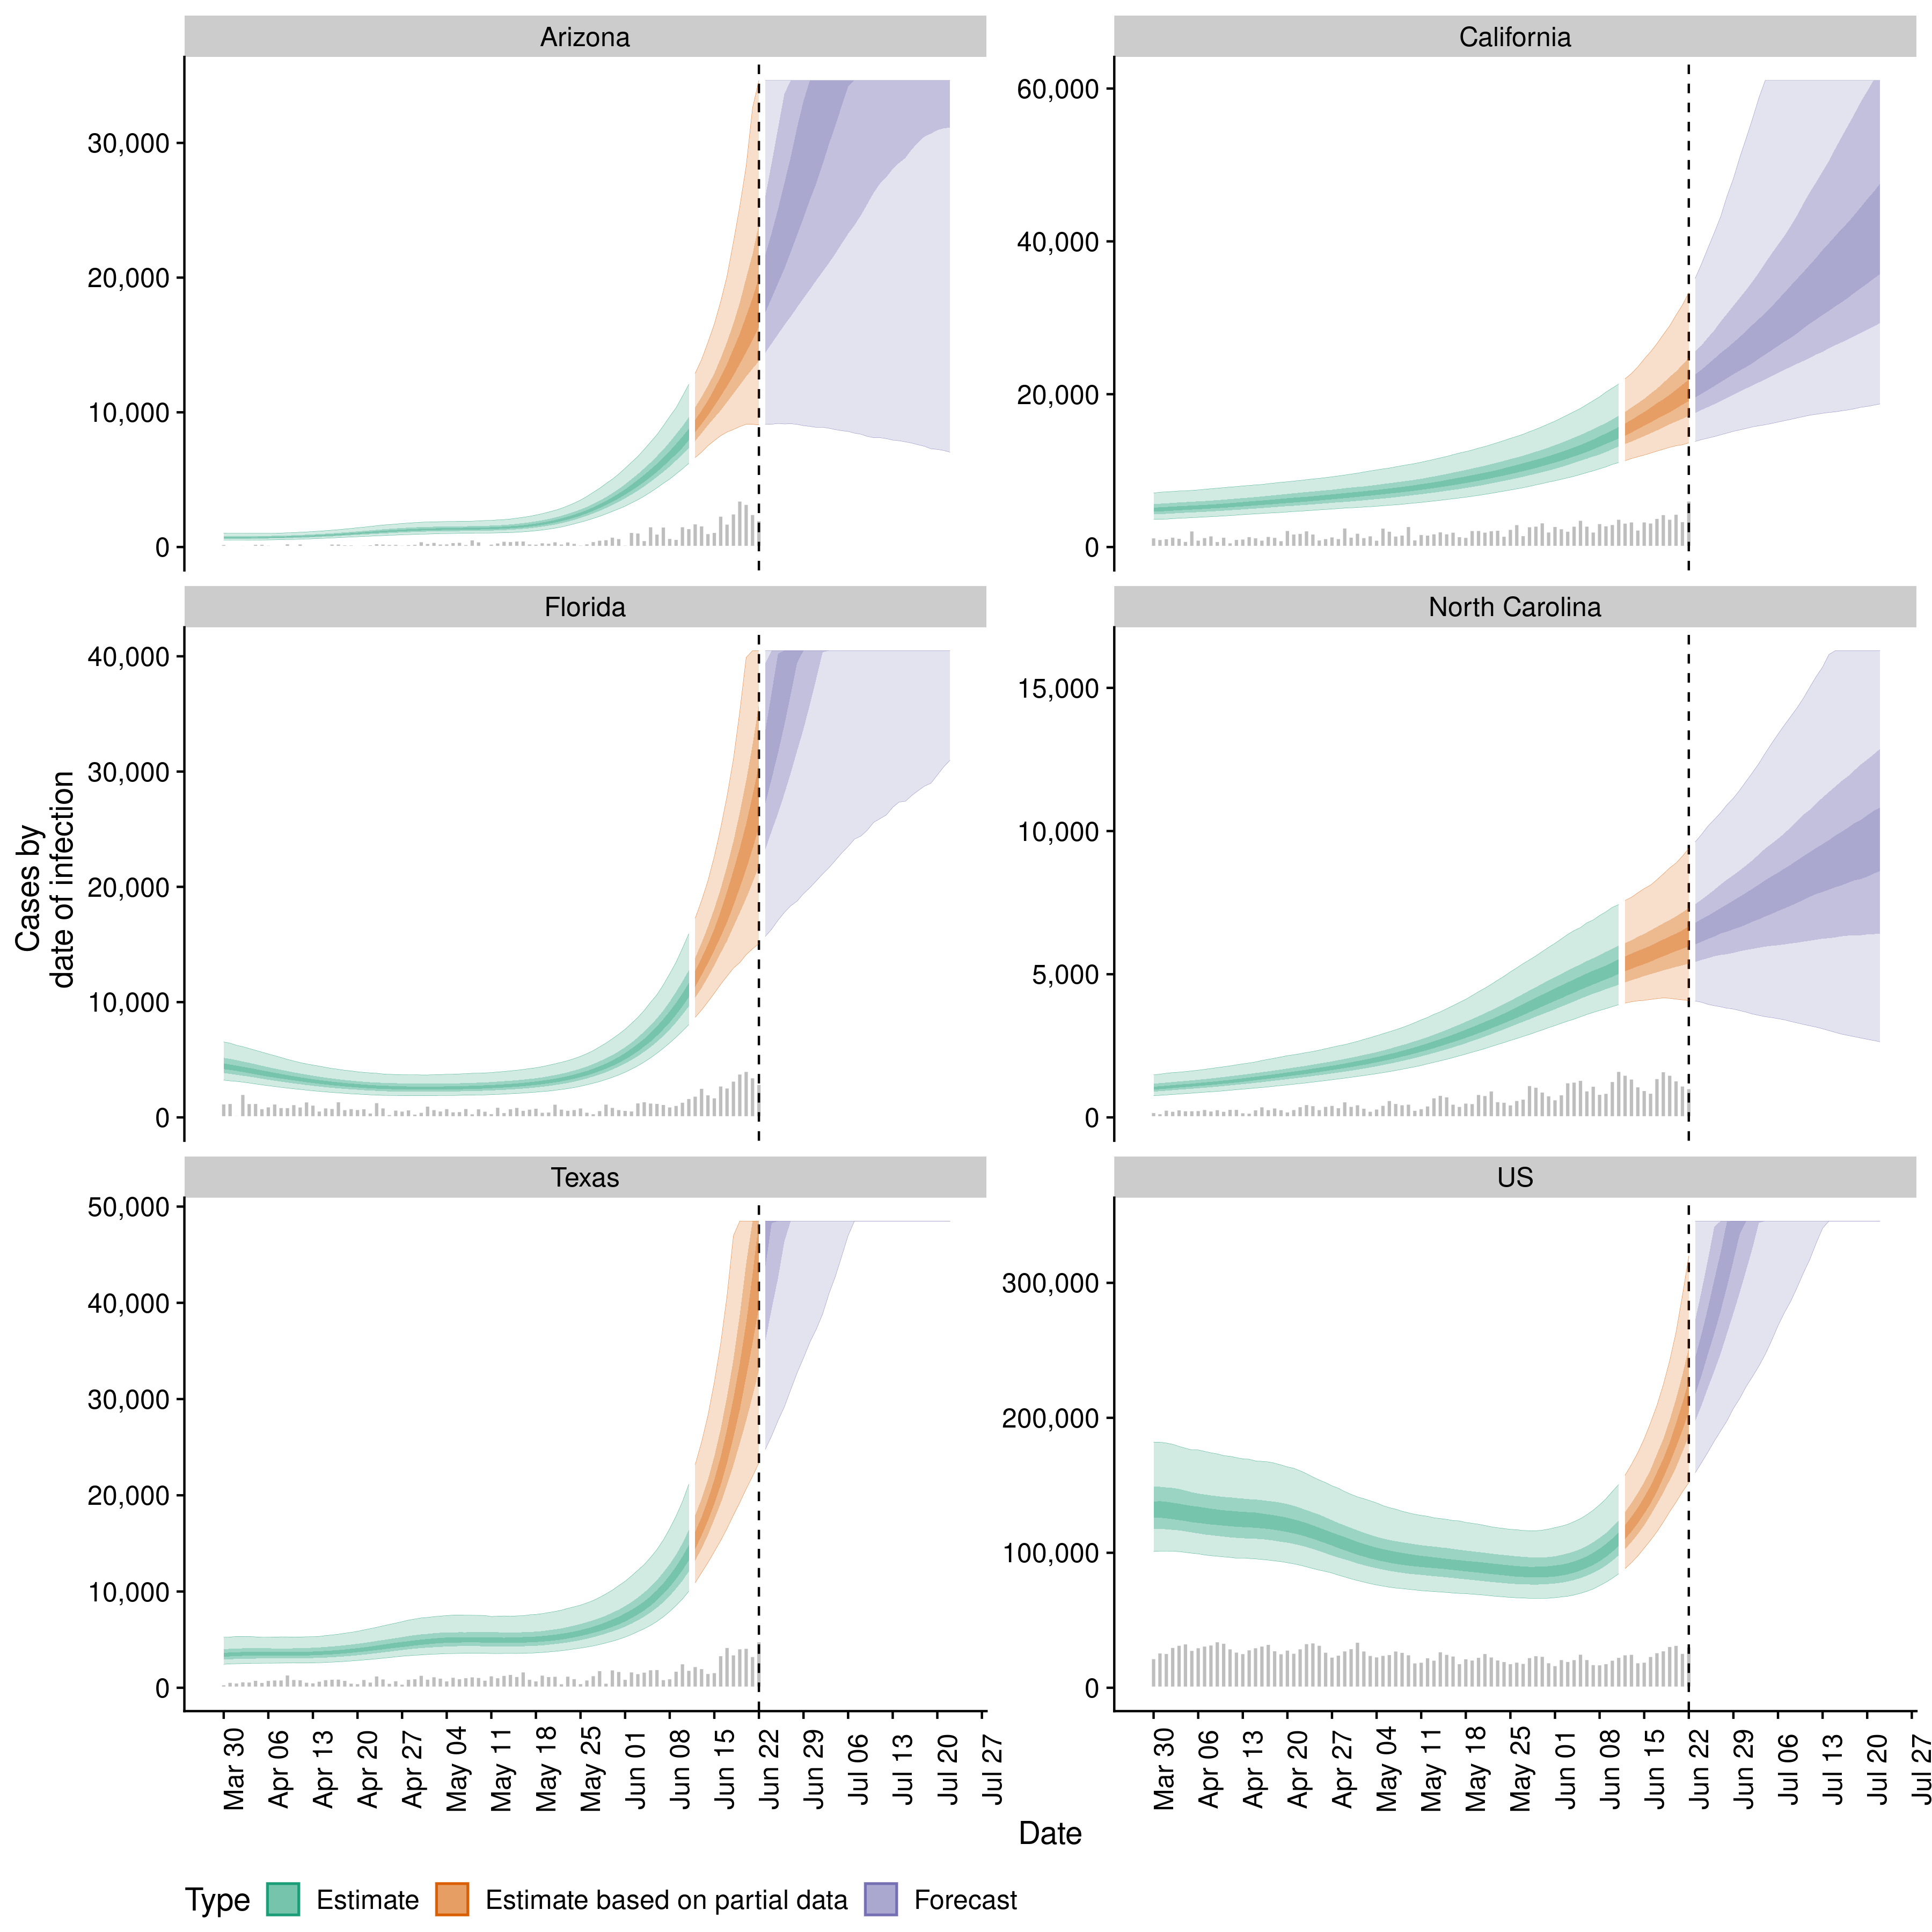 Arizona
California
30,000
20,000
10,000
0
60,000
40,000
20,000
0
Florida
North Carolina
40,000
30,000
20,000
10,000
0
15,000
10,000
5,000
0
Cases by
date of infection
Texas
US
50,000
40,000
30,000
20,000
10,000
0
300,000
200,000
100,000
0
Mar 30
Apr 06
Apr 13
Apr 20
Apr 27
May 04
May 11
May 18
May 25
Jun 01
Jun 08
Jun 15
Jun 22
Jun 29
Jul 06
Jul 13
Jul 20
Jul 27
Mar 30
Apr 06
Apr 13
Apr 20
Apr 27
May 04
May 11
May 18
May 25
Jun 01
Jun 08
Jun 15
Jun 22
Jun 29
Jul 06
Jul 13
Jul 20
Jul 27
Date
Type Estimate Estimate based on partial data Forecast